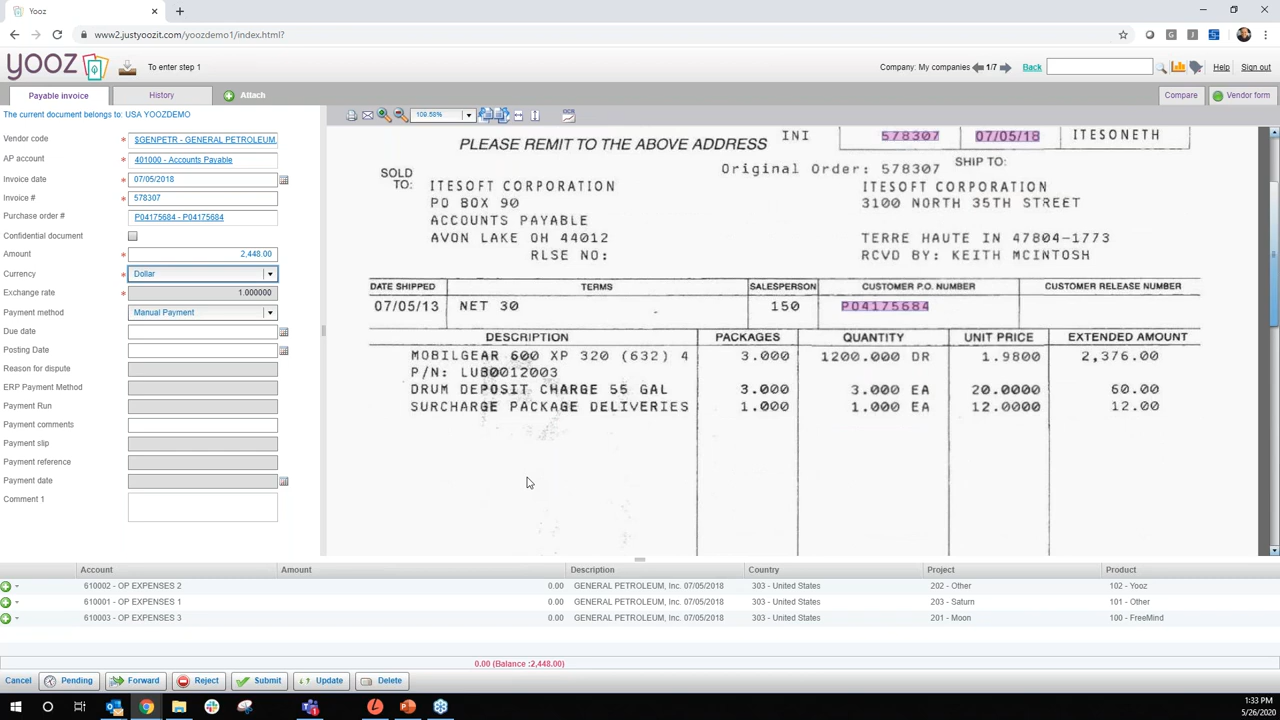 Yooz
www2.justyoozit.com/yoozdemo1/index.html?
yooz
To enter step 1
Company: My companies 1/7 Back Help Sign out
Payable invoice History Attach Compare Vendor form
The current document belongs to: USA YOOZDEMO
Vendor code * SGENPETR - GENERAL PETROLEUM,
AP account * 401000 - Accounts Payable
Invoice date * 07/05/2018
Invoice # * 578307
Purchase order # * P04175684 - P04175684
Confidential document
Amount * 2,448.00
Currency * Dollar
Exchange rate * 1.000000
Payment method Manual Payment
Due date
Posting Date
Reason for dispute
ERP Payment Method
Payment Run
Payment comments
Payment slip
Payment reference
Payment date
Comment 1
109.58%
OCR
PLEASE REMIT TO THE ABOVE ADDRESS INI 578307 07/05/18 ITESONETH
Original Order: 578307
SOLD TO:
ITESOFT CORPORATION
PO BOX 90
ACCOUNTS PAYABLE
AVON LAKE OH 44012
RLSE NO:
SHIP TO:
ITESOFT CORPORATION
3100 NORTH 35TH STREET
TERRE HAUTE IN 47804-1773
RCVD BY: KEITH MCINTOSH
DATE SHIPPED TERMS SALESPERSON CUSTOMER P.O. NUMBER CUSTOMER RELEASE NUMBER
07/05/13 NET 30 150 P04175684
DESCRIPTION PACKAGES QUANTITY UNIT PRICE EXTENDED AMOUNT
MOBILGEAR 600 XP 320 (632) 4 3.000 1200.000 DR 1.9800 2,376.00
P/N: LUB0012003
DRUM DEPOSIT CHARGE 55 GAL 3.000 3.000 EA 20.0000 60.00
SURCHARGE PACKAGE DELIVERIES 1.000 1.000 EA 12.0000 12.00
Account Amount Description Country Project Product
610002 - OP EXPENSES 2 0.00 GENERAL PETROLEUM, Inc. 07/05/2018 303 - United States 202 - Other 102 - Yooz
610001 - OP EXPENSES 1 0.00 GENERAL PETROLEUM, Inc. 07/05/2018 303 - United States 203 - Saturn 101 - Other
610003 - OP EXPENSES 3 0.00 GENERAL PETROLEUM, Inc. 07/05/2018 303 - United States 201 - Moon 100 - FreeMind
0.00 (Balance :2,448.00)
Cancel Pending Forward Reject Submit Update Delete
1:33 PM
5/26/2020